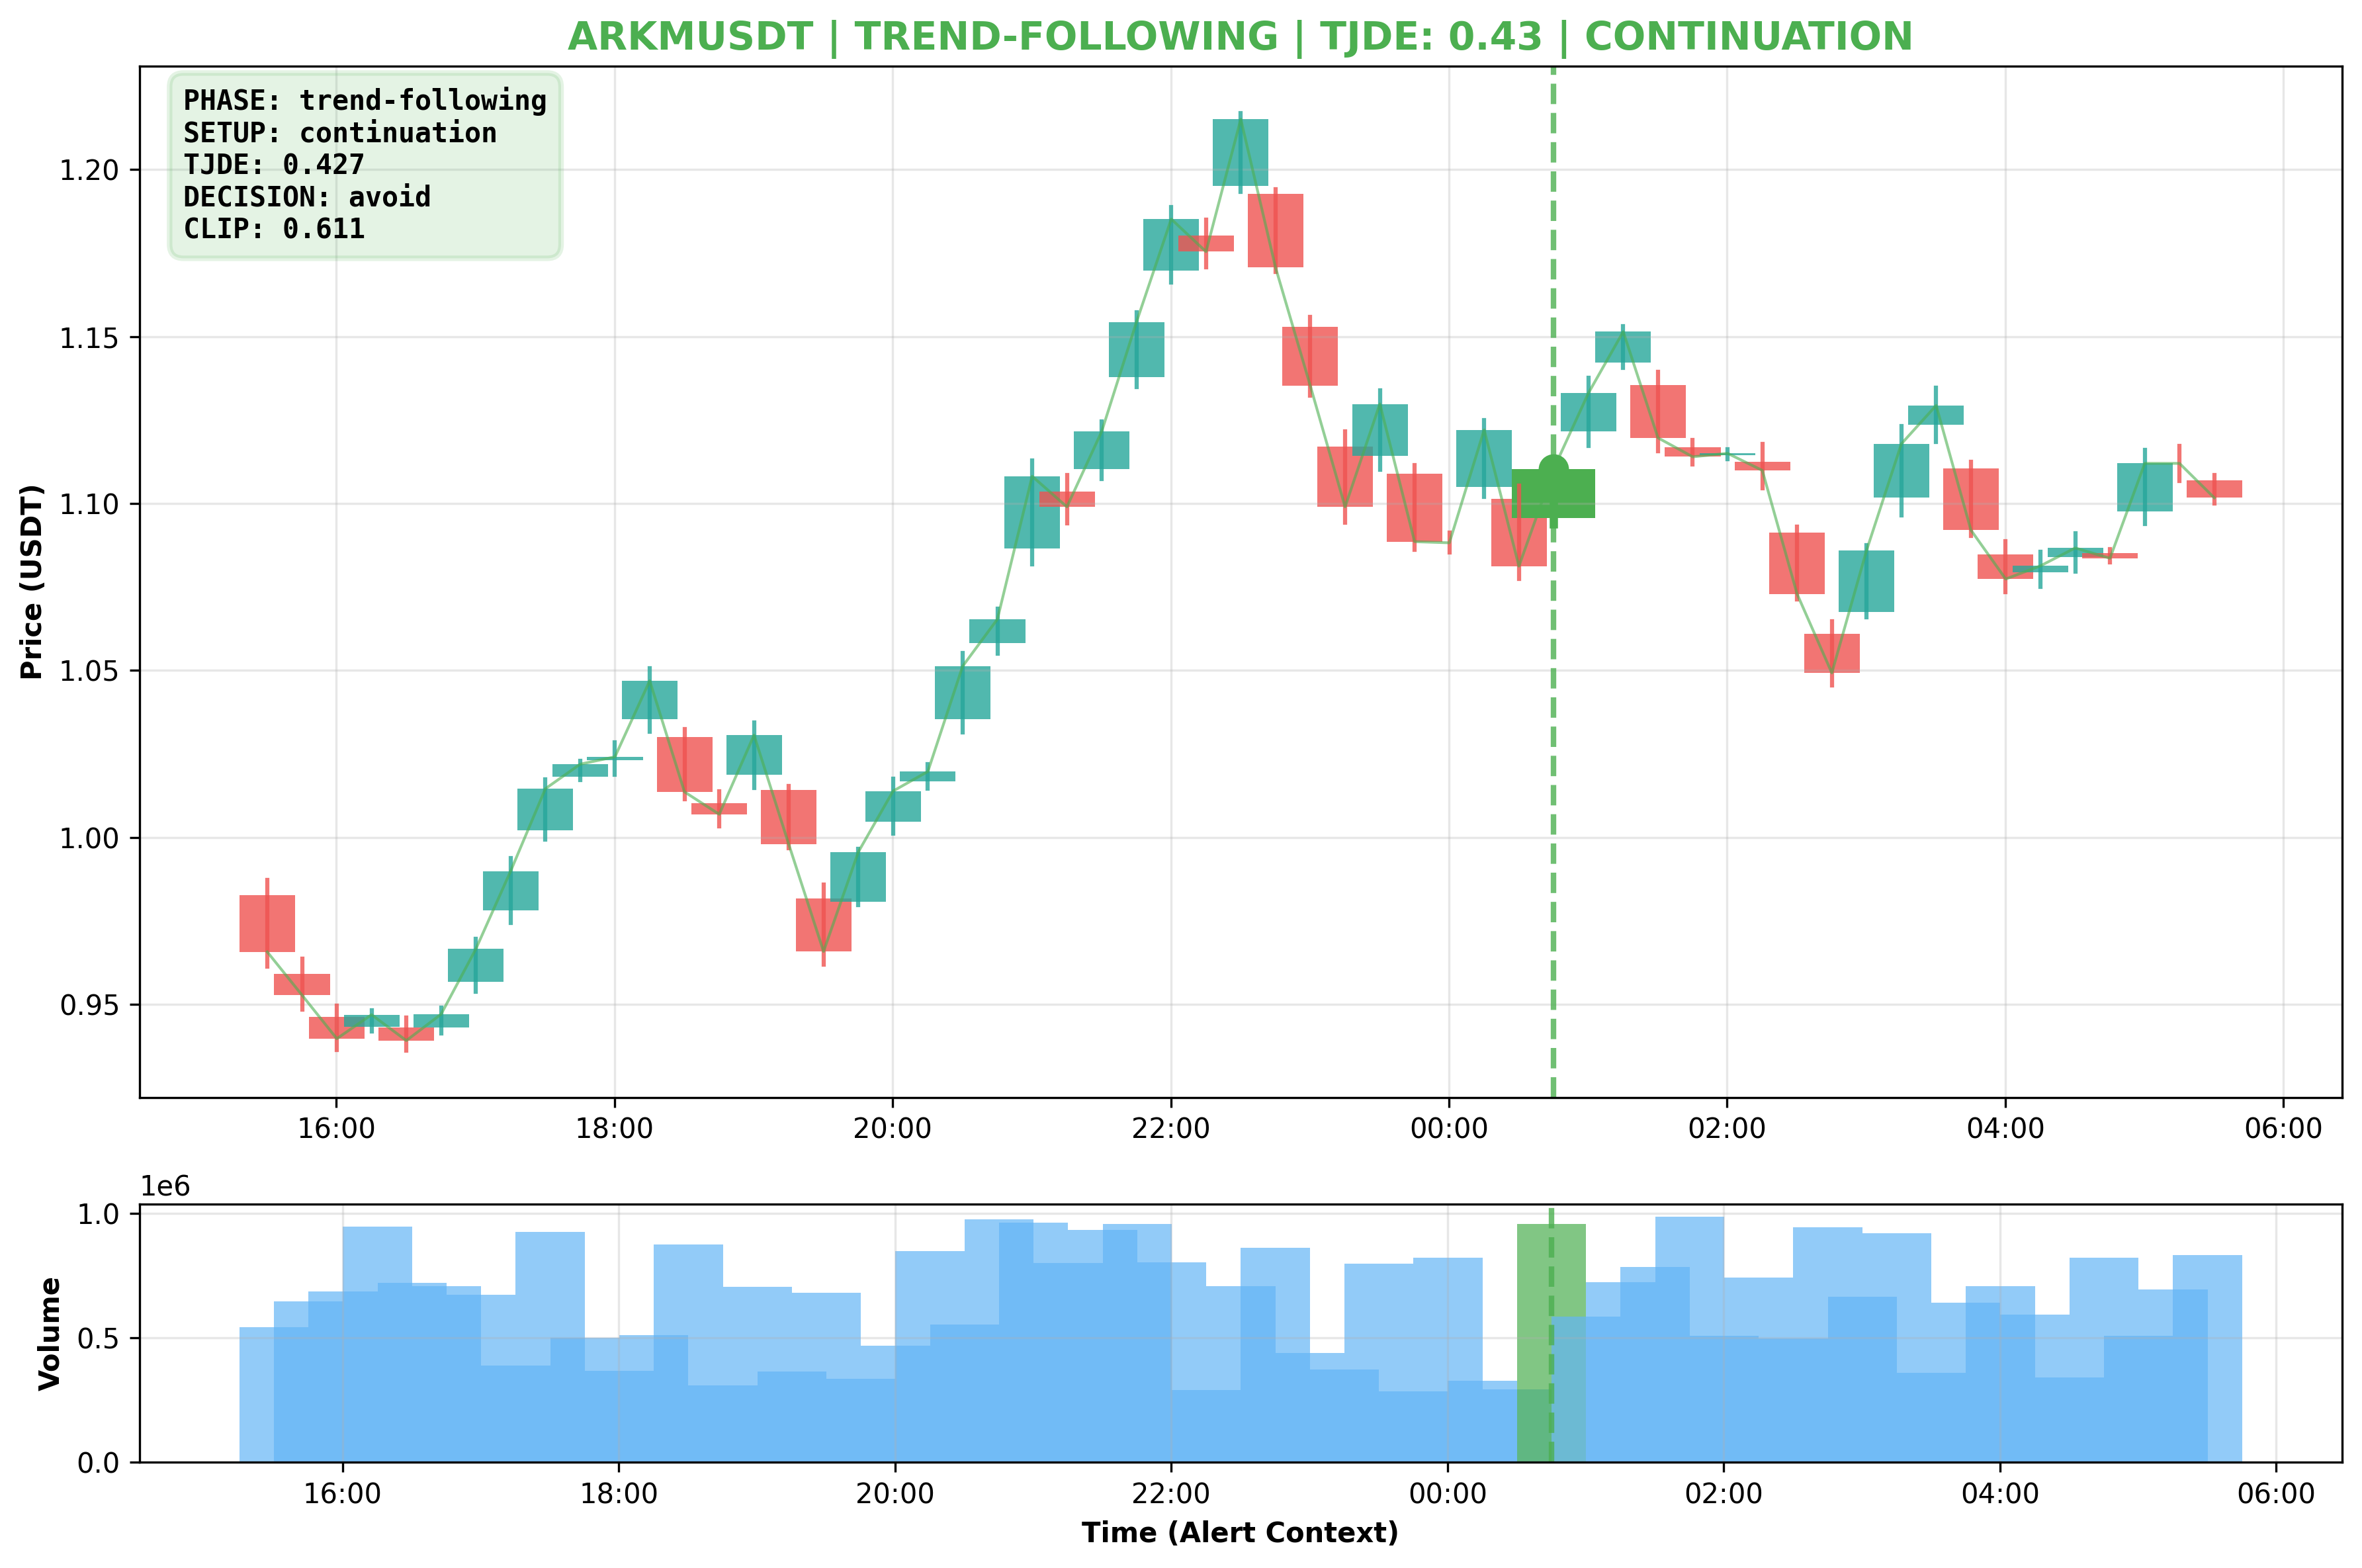 ARKMUSDT | TREND-FOLLOWING | TJDE: 0.43 | CONTINUATION
PHASE: trend-following
SETUP: continuation
TJDE: 0.427
DECISION: avoid
CLIP: 0.611
Price (USDT)
1.20
1.15
1.10
1.05
1.00
0.95
16:00 18:00 20:00 22:00 00:00 02:00 04:00 06:00
1e6
Volume
1.0
0.5
0.0
16:00 18:00 20:00 22:00 00:00 02:00 04:00 06:00
Time (Alert Context)